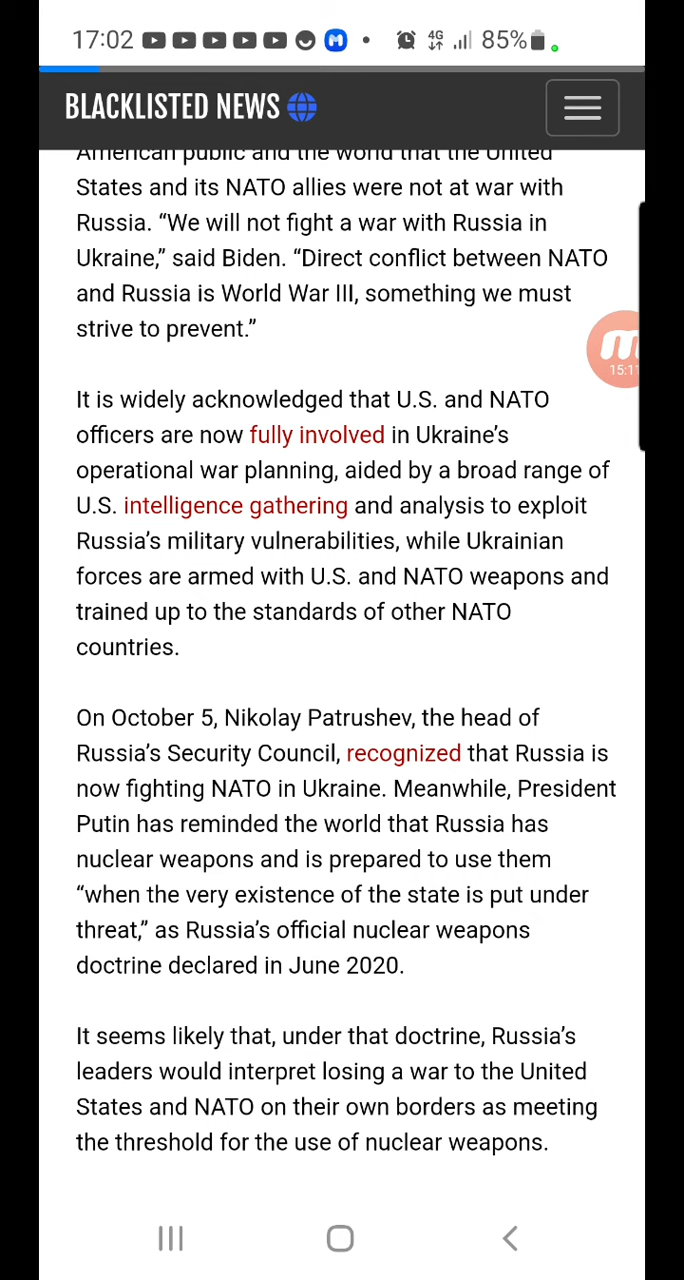 17:02
4G
85%
BLACKLISTED NEWS
American public and the world that the United
States and its NATO allies were not at war with
Russia. “We will not fight a war with Russia in
Ukraine,” said Biden. “Direct conflict between NATO
and Russia is World War III, something we must
strive to prevent.”
15:11
It is widely acknowledged that U.S. and NATO
officers are now fully involved in Ukraine’s
operational war planning, aided by a broad range of
U.S. intelligence gathering and analysis to exploit
Russia’s military vulnerabilities, while Ukrainian
forces are armed with U.S. and NATO weapons and
trained up to the standards of other NATO
countries.
On October 5, Nikolay Patrushev, the head of
Russia’s Security Council, recognized that Russia is
now fighting NATO in Ukraine. Meanwhile, President
Putin has reminded the world that Russia has
nuclear weapons and is prepared to use them
“when the very existence of the state is put under
threat,” as Russia’s official nuclear weapons
doctrine declared in June 2020.
It seems likely that, under that doctrine, Russia’s
leaders would interpret losing a war to the United
States and NATO on their own borders as meeting
the threshold for the use of nuclear weapons.